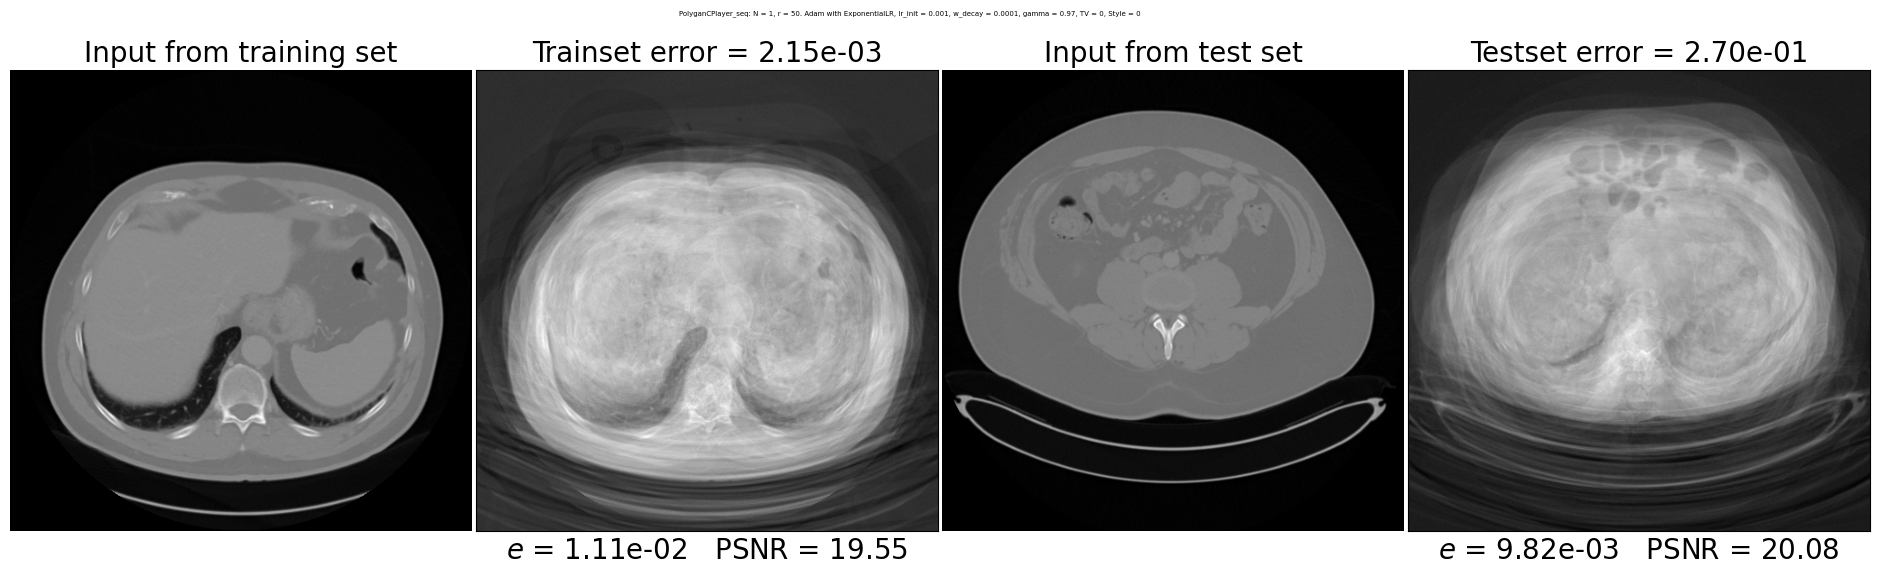 PolyganCPlayer_seq: N = 1, r = 50. Adam with ExponentialLR, lr_init = 0.001, w_decay = 0.0001, gamma = 0.97, TV = 0, Style = 0
Input from training set
Trainset error = 2.15e-03
Input from test set
Testset error = 2.70e-01
e = 1.11e-02 PSNR = 19.55
e = 9.82e-03 PSNR = 20.08